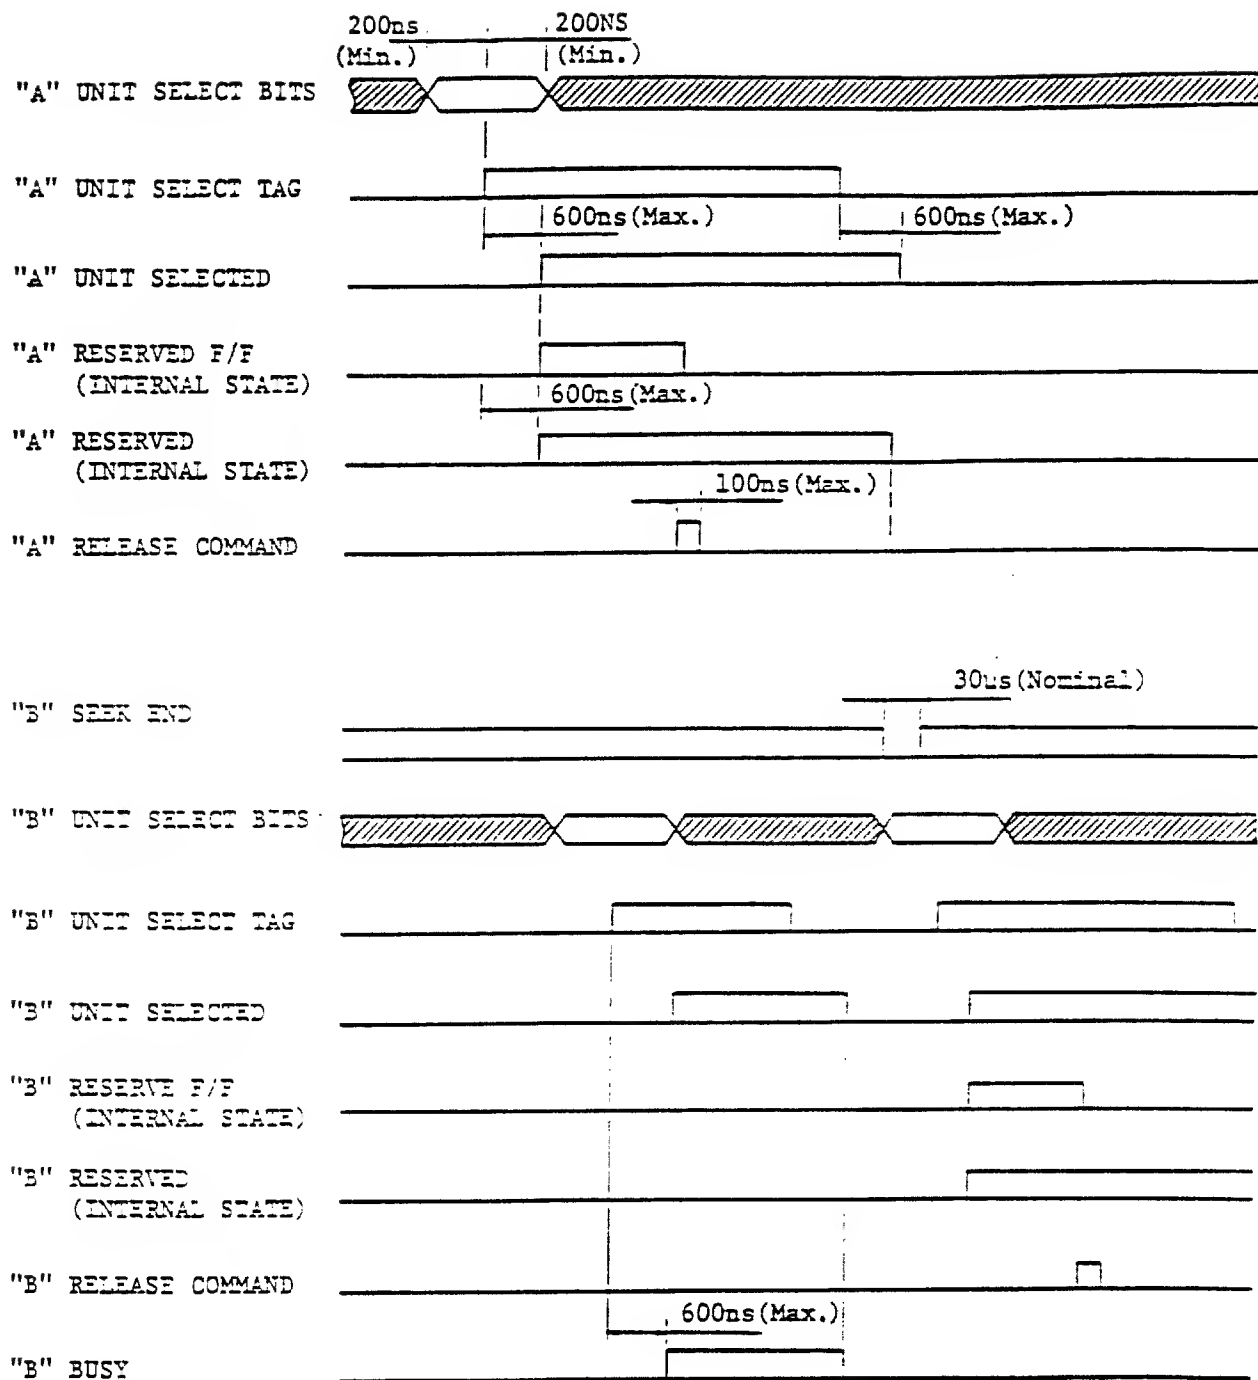 200ns 200NS
(Min.) (Min.)
"A" UNIT SELECT BITS
"A" UNIT SELECT TAG
600ns(Max.) 600ns(Max.)
"A" UNIT SELECTED
"A" RESERVED F/F
(INTERNAL STATE)
600ns(Max.)
"A" RESERVED
(INTERNAL STATE)
100ns(Max.)
"A" RELEASE COMMAND
30us(Nominal)
"B" SEEK END
"B" UNIT SELECT BITS
"B" UNIT SELECT TAG
"B" UNIT SELECTED
"B" RESERVE F/F
(INTERNAL STATE)
"B" RESERVED
(INTERNAL STATE)
"B" RELEASE COMMAND
600ns(Max.)
"B" BUSY